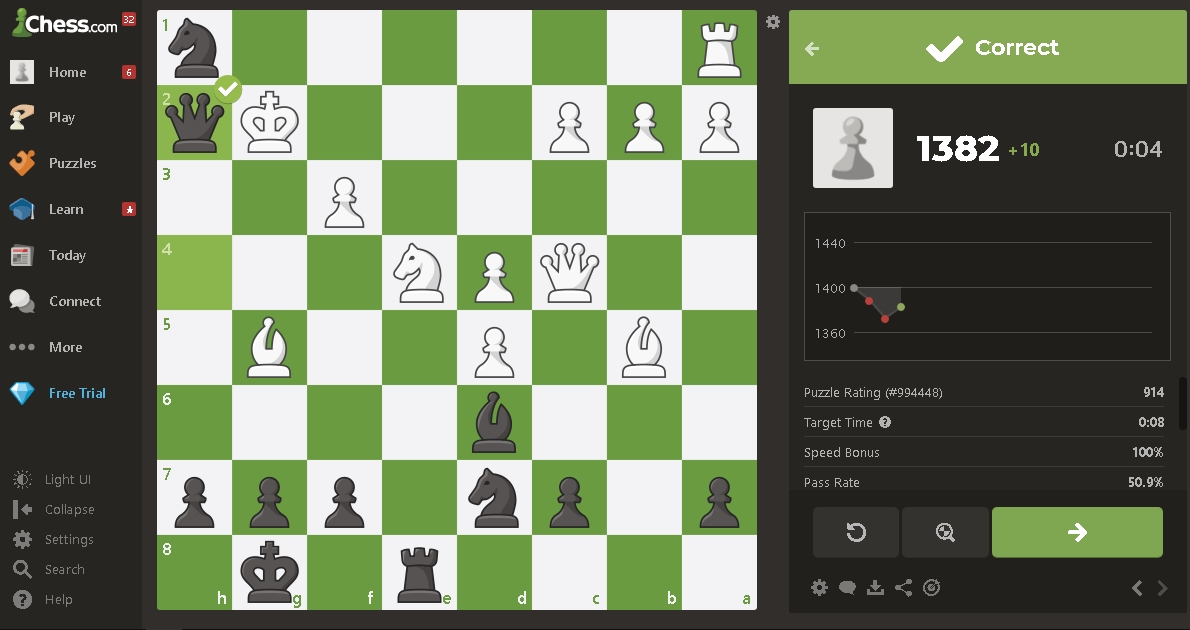 Chess.com 32
Home 6
Play
Puzzles
Learn
Today
Connect
More
Free Trial
Light UI
Collapse
Settings
Search
Help
1
2
3
4
5
6
7
8
h g f e d c b a
Correct
1382 +10 0:04
1440
1400
1360
Puzzle Rating (#994448) 914
Target Time ? 0:08
Speed Bonus 100%
Pass Rate 50.9%